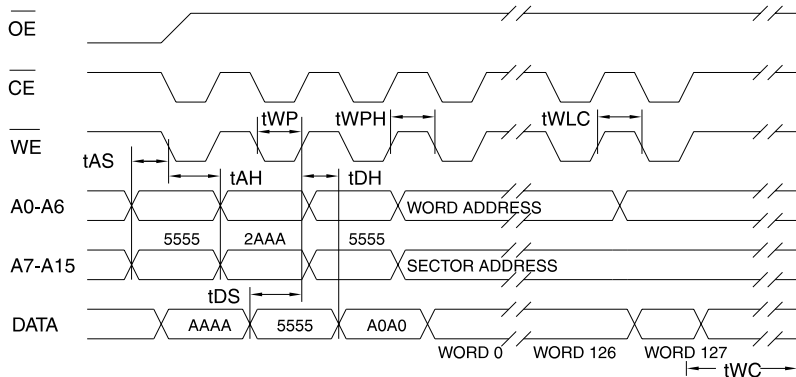 OE
CE
tWP tWPH tWLC
WE
tAS
tAH tDH
A0-A6 WORD ADDRESS
5555 2AAA 5555
A7-A15 SECTOR ADDRESS
tDS
DATA AAAA 5555 A0A0
WORD 0 WORD 126 WORD 127
tWC